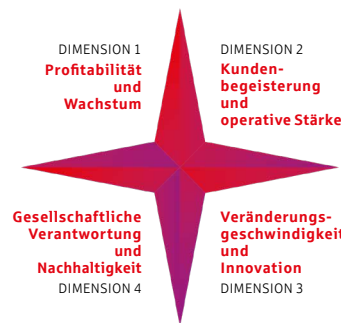 DIMENSION 1
Profitabilität
und
Wachstum
DIMENSION 2
Kunden-
begeisterung
und
operative Stärke
Gesellschaftliche
Verantwortung
und
Nachhaltigkeit
DIMENSION 4
Veränderungs-
geschwindigkeit
und
Innovation
DIMENSION 3